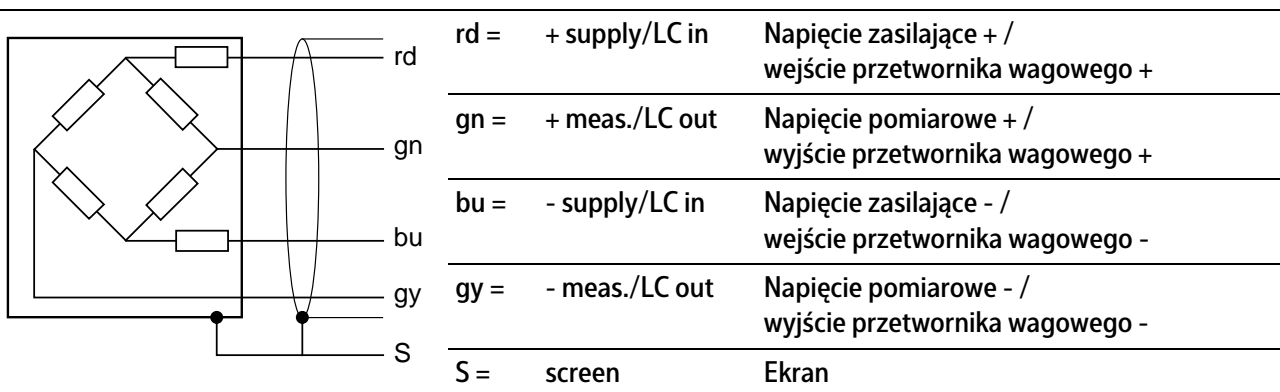 rd
gn
bu
gy
S
rd = + supply/LC in Napięcie zasilające + /
wejście przetwornika wagowego +
gn = + meas./LC out Napięcie pomiarowe + /
wyjście przetwornika wagowego +
bu = - supply/LC in Napięcie zasilające - /
wejście przetwornika wagowego -
gy = - meas./LC out Napięcie pomiarowe - /
wyjście przetwornika wagowego -
S = screen Ekran